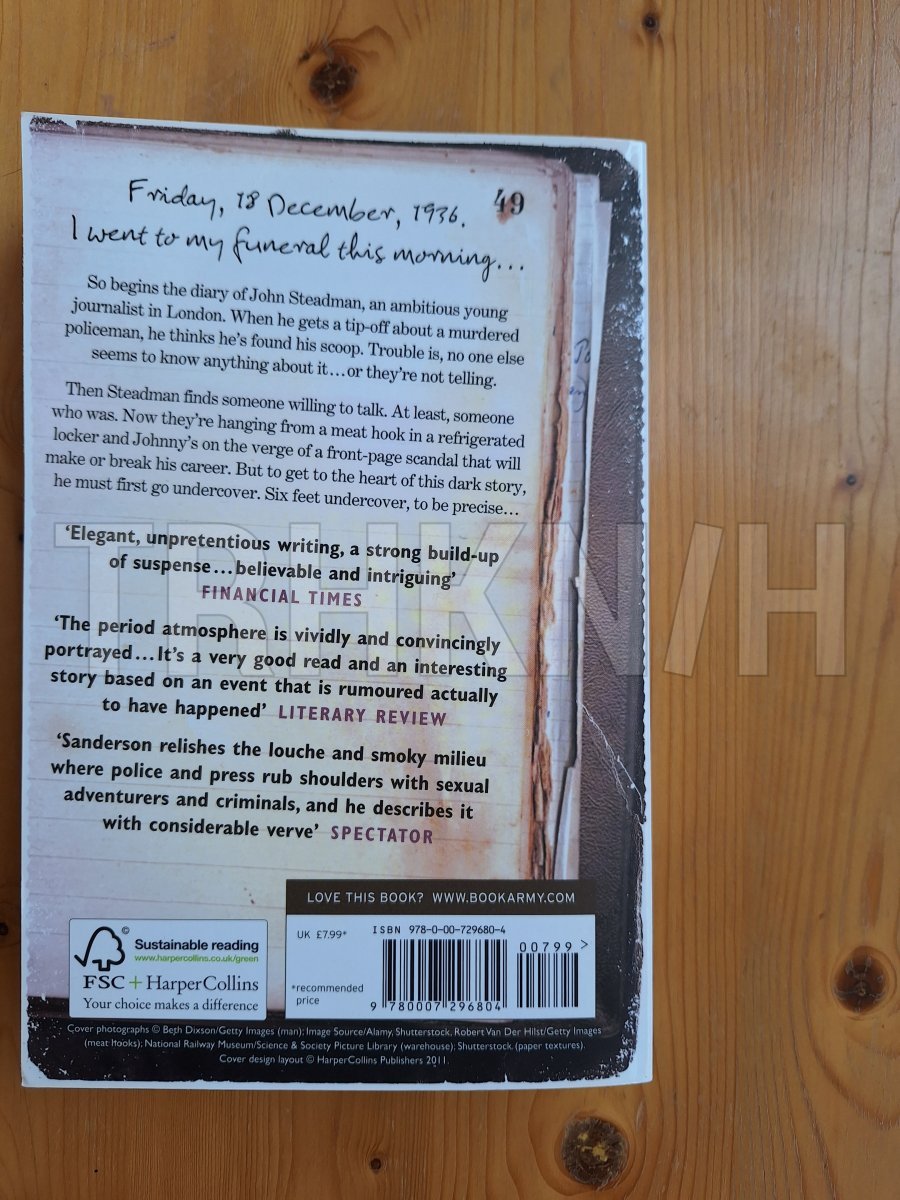 Friday, 18 December, 1936.
49
I went to my funeral this morning...
So begins the diary of John Steadman, an ambitious young
journalist in London. When he gets a tip-off about a murdered
policeman, he thinks he's found his scoop. Trouble is, no one else
seems to know anything about it...or they're not telling.
Then Steadman finds someone willing to talk. At least, someone
who was. Now they're hanging from a meat hook in a refrigerated
locker and Johnny's on the verge of a front-page scandal that will
make or break his career. But to get to the heart of this dark story,
he must first go undercover. Six feet undercover, to be precise...
'Elegant, unpretentious writing, a strong build-up
of suspense...believable and intriguing'
FINANCIAL TIMES
'The period atmosphere is vividly and convincingly
portrayed...It's a very good read and an interesting
story based on an event that is rumoured actually
to have happened' LITERARY REVIEW
'Sanderson relishes the louche and smoky milieu
where police and press rub shoulders with sexual
adventurers and criminals, and he describes it
with considerable verve' SPECTATOR
LOVE THIS BOOK? WWW.BOOKARMY.COM
UK £7.99*
*recommended
price
ISBN 978-0-00-729680-4
00799 >
9 780007 296804
©
Sustainable reading
www.harpercollins.co.uk/green
FSC + HarperCollins
Your choice makes a difference
Cover photographs © Beth Dixson/Getty Images (man); Image Source/Alamy, Shutterstock, Robert Van Der Hilst/Getty Images
(meat hooks); National Railway Museum/Science & Society Picture Library (warehouse); Shutterstock (paper textures).
Cover design layout © HarperCollins Publishers 2011.
TBHKN/H